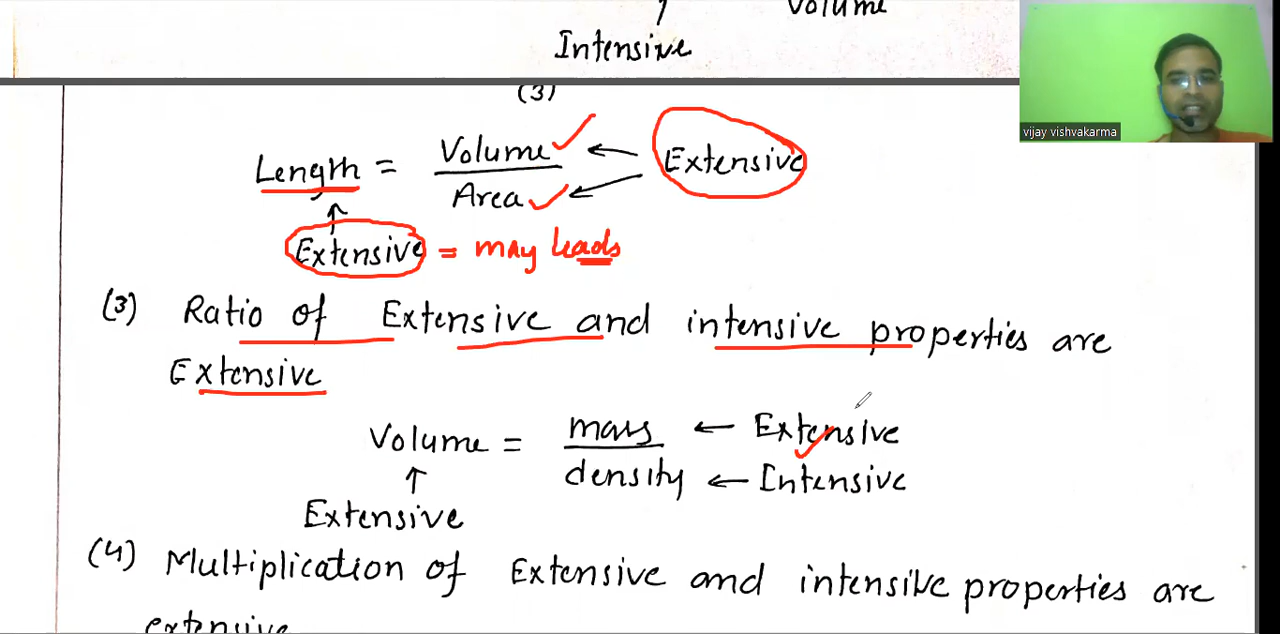 Volume
Intensive
vijay vishvakarma
(3)
Length = Volume / Area ← Extensive
Extensive = may leads
(3) Ratio of Extensive and intensive properties are
Extensive
Volume = mass / density ← Extensive ← Intensive
Extensive
(4) Multiplication of Extensive and intensive properties are
extensive